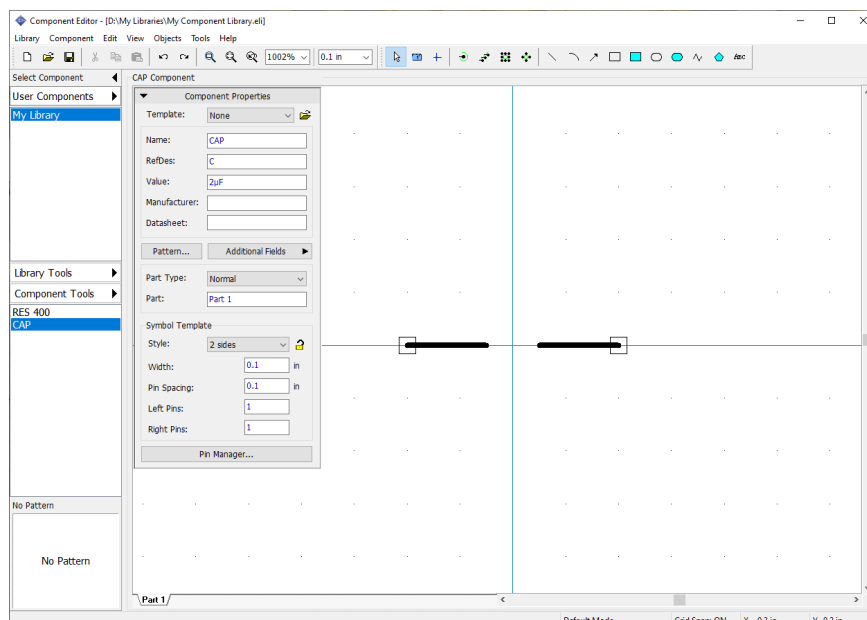 Component Editor - [D:\My Libraries\My Component Library.eli]
Library Component Edit View Objects Tools Help
1002% 0.1 in ABC
Select Component
CAP Component
User Components
My Library
Component Properties
Template: None
Name: CAP
RefDes: C
Value: 2µF
Manufacturer:
Datasheet:
Pattern... Additional Fields
Library Tools
Component Tools
RES 400
CAP
Part Type: Normal
Part: Part 1
Symbol Template
Style: 2 sides
Width: 0.1 in
Pin Spacing: 0.1 in
Left Pins: 1
Right Pins: 1
Pin Manager...
No Pattern
No Pattern
Part 1